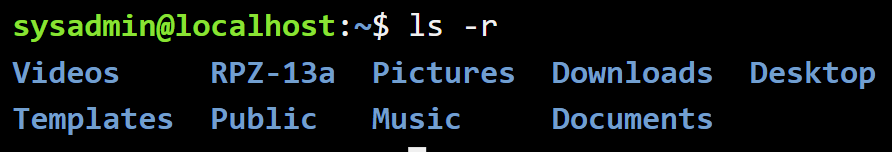 sysadmin@localhost:~$ ls -r
Videos RPZ-13a Pictures Downloads Desktop
Templates Public Music Documents